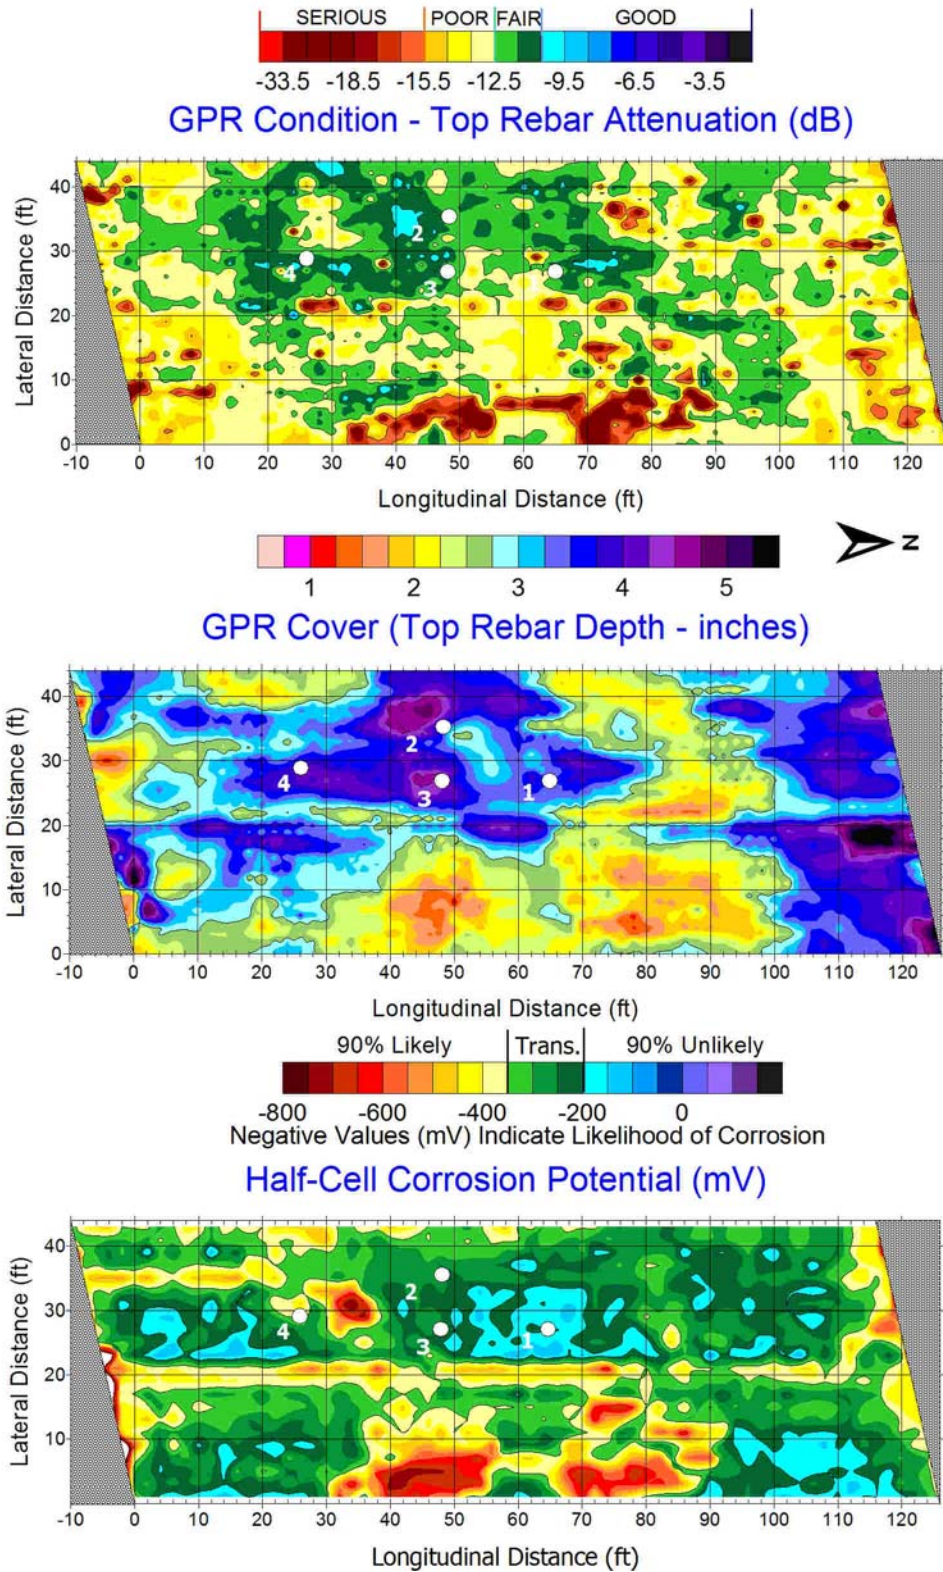 SERIOUS POOR FAIR GOOD
-33.5 -18.5 -15.5 -12.5 -9.5 -6.5 -3.5
GPR Condition - Top Rebar Attenuation (dB)
Lateral Distance (ft)
40
30
20
10
0
2
4
3
1
-10 0 10 20 30 40 50 60 70 80 90 100 110 120
Longitudinal Distance (ft)
N
1 2 3 4 5
GPR Cover (Top Rebar Depth - inches)
Lateral Distance (ft)
40
30
20
10
0
2
4
3
1
-10 0 10 20 30 40 50 60 70 80 90 100 110 120
Longitudinal Distance (ft)
90% Likely Trans. 90% Unlikely
-800 -600 -400 -200 0
Negative Values (mV) Indicate Likelihood of Corrosion
Half-Cell Corrosion Potential (mV)
Lateral Distance (ft)
40
30
20
10
2
4
3
1
-10 0 10 20 30 40 50 60 70 80 90 100 110 120
Longitudinal Distance (ft)